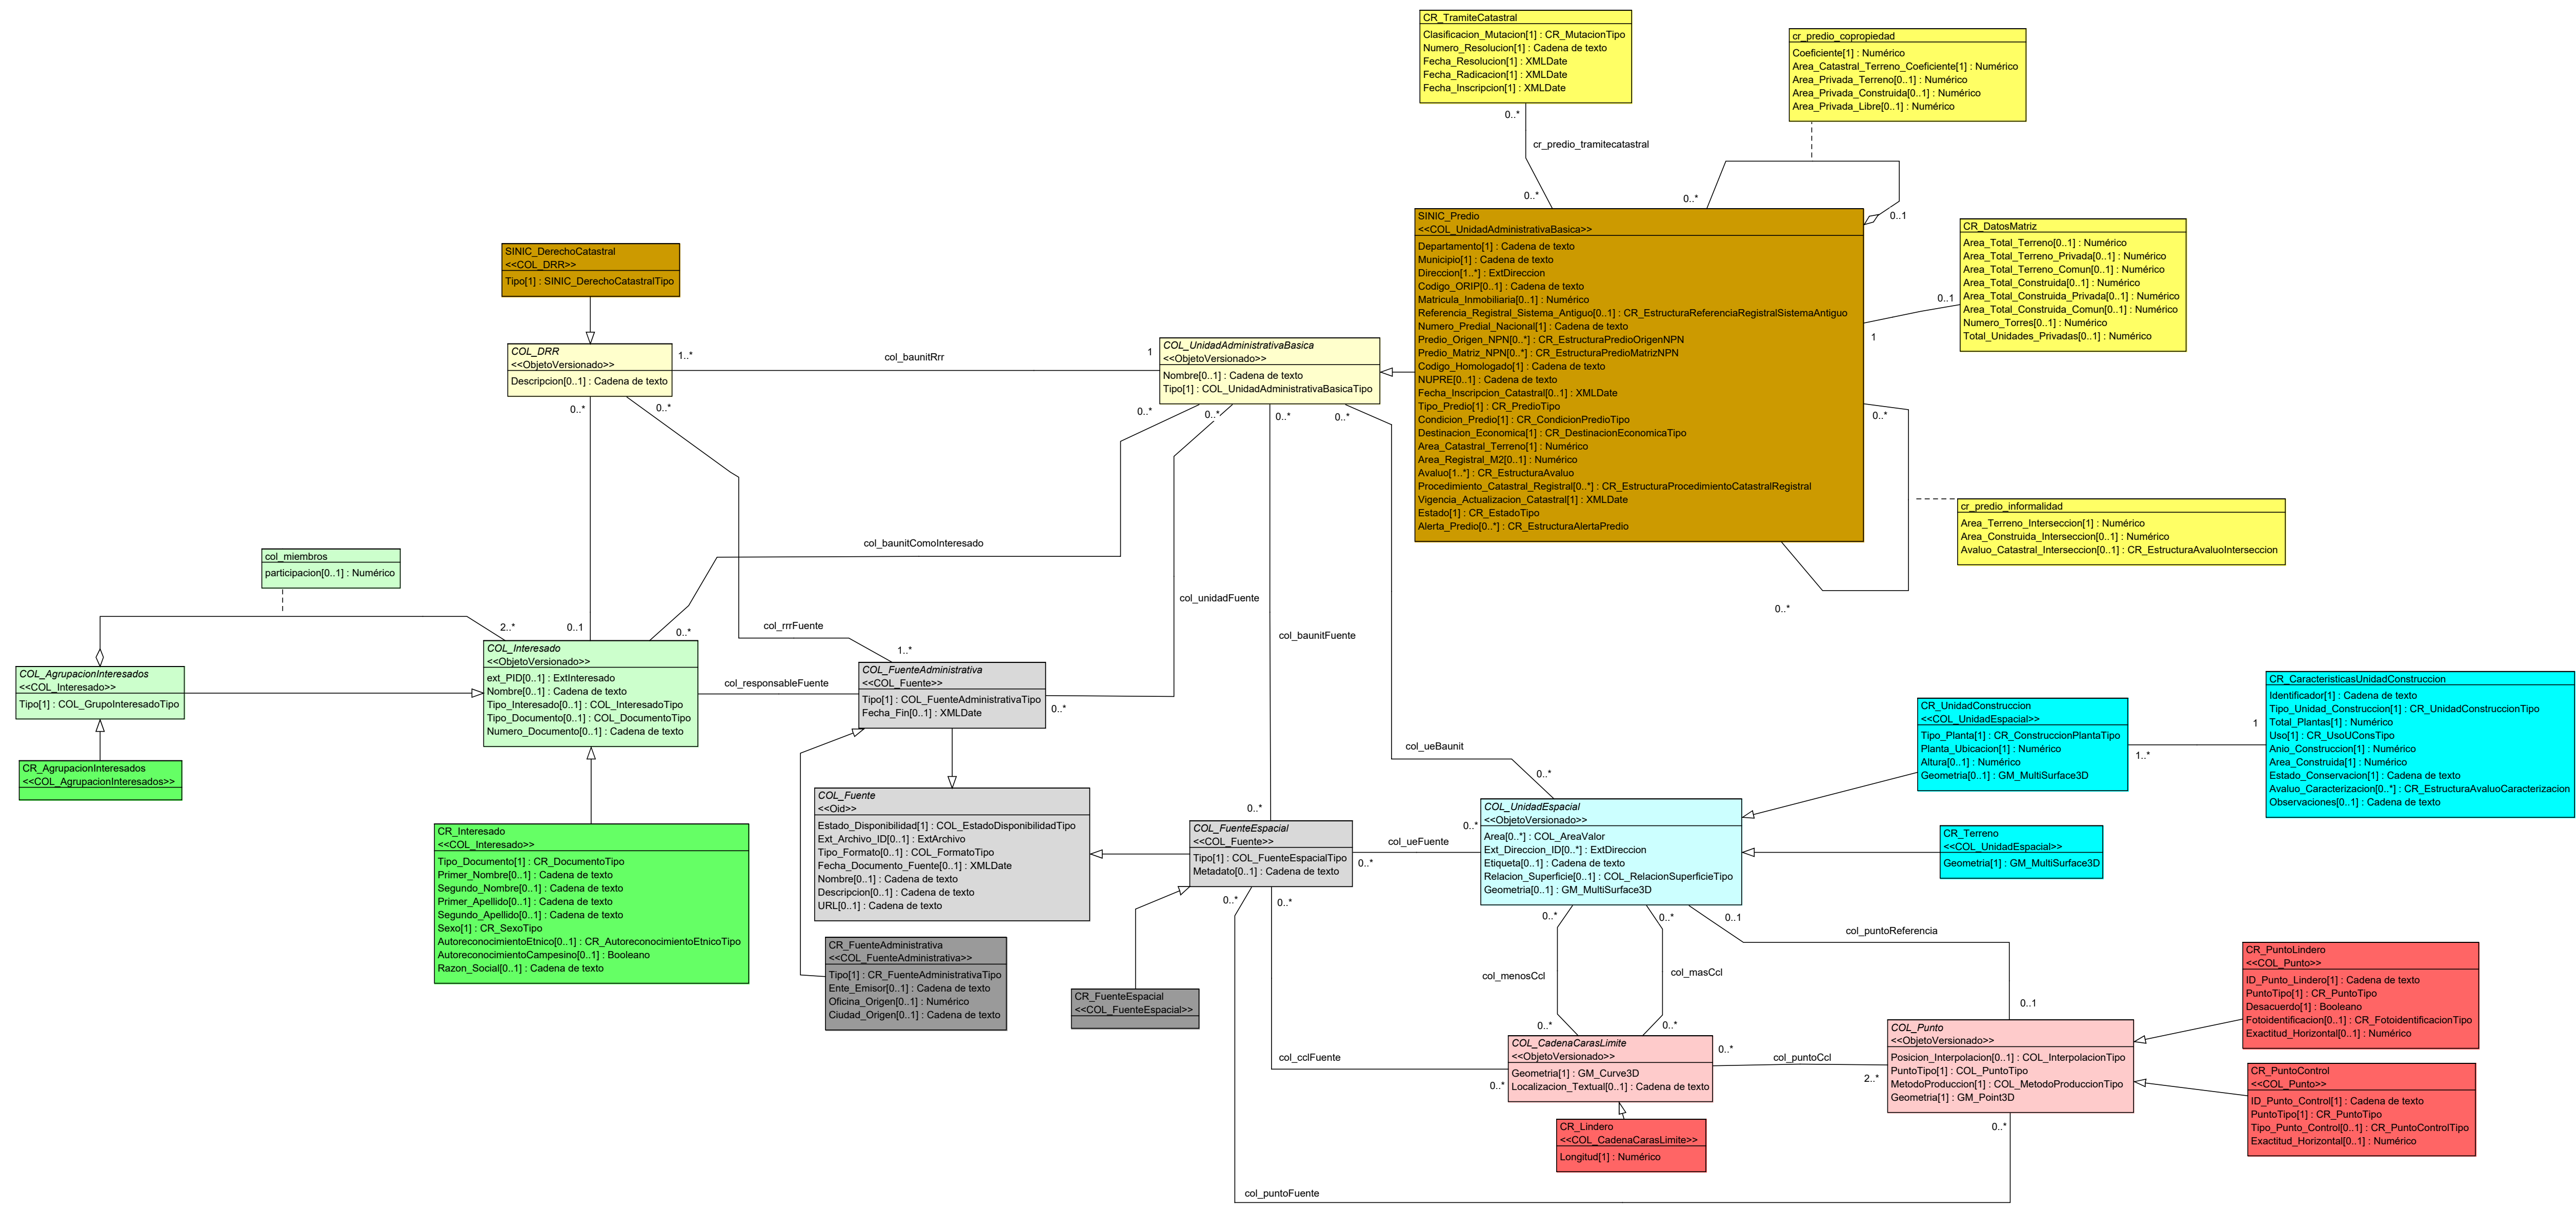 CR_TramiteCatastral
Clasificacion_Mutacion[1] : CR_MutacionTipo
Numero_Resolucion[1] : Cadena de texto
Fecha_Resolucion[1] : XMLDate
Fecha_Radicacion[1] : XMLDate
Fecha_Inscripcion[1] : XMLDate
0..*
cr_predio_tramitecatastral
0..*
cr_predio_copropiedad
Coeficiente[1] : Numérico
Area_Catastral_Terreno_Coeficiente[1] : Numérico
Area_Privada_Terreno[0..1] : Numérico
Area_Privada_Construida[0..1] : Numérico
Area_Privada_Libre[0..1] : Numérico
0..*
0..1
SINIC_Predio
<<COL_UnidadAdministrativaBasica>>
Departamento[1] : Cadena de texto
Municipio[1] : Cadena de texto
Direccion[1..*] : ExtDireccion
Codigo_ORIP[0..1] : Cadena de texto
Matricula_Inmobiliaria[0..1] : Numérico
Referencia_Registral_Sistema_Antiguo[0..1] : CR_EstructuraReferenciaRegistralSistemaAntiguo
Numero_Predial_Nacional[1] : Cadena de texto
Predio_Origen_NPN[0..*] : CR_EstructuraPredioOrigenNPN
Predio_Matriz_NPN[0..*] : CR_EstructuraPredioMatrizNPN
Codigo_Homologado[1] : Cadena de texto
NUPRE[0..1] : Cadena de texto
Fecha_Inscripcion_Catastral[0..1] : XMLDate
Tipo_Predio[1] : CR_PredioTipo
Condicion_Predio[1] : CR_CondicionPredioTipo
Destinacion_Economica[1] : CR_DestinacionEconomicaTipo
Area_Catastral_Terreno[1] : Numérico
Area_Registral_M2[0..1] : Numérico
Avaluo[1..*] : CR_EstructuraAvaluo
Procedimiento_Catastral_Registral[0..*] : CR_EstructuraProcedimientoCatastralRegistral
Vigencia_Actualizacion_Catastral[1] : XMLDate
Estado[1] : CR_EstadoTipo
Alerta_Predio[0..*] : CR_EstructuraAlertaPredio
CR_DatosMatriz
Area_Total_Terreno[0..1] : Numérico
Area_Total_Terreno_Privada[0..1] : Numérico
Area_Total_Terreno_Comun[0..1] : Numérico
Area_Total_Construida[0..1] : Numérico
Area_Total_Construida_Privada[0..1] : Numérico
Area_Total_Construida_Comun[0..1] : Numérico
Numero_Torres[0..1] : Numérico
Total_Unidades_Privadas[0..1] : Numérico
0..1
1
0..*
0..*
cr_predio_informalidad
Area_Terreno_Interseccion[1] : Numérico
Area_Construida_Interseccion[0..1] : Numérico
Avaluo_Catastral_Interseccion[0..1] : CR_EstructuraAvaluoInterseccion
SINIC_DerechoCatastral
<<COL_DRR>>
Tipo[1] : SINIC_DerechoCatastralTipo
COL_DRR
<<ObjetoVersionado>>
Descripcion[0..1] : Cadena de texto
1..*
col_baunitRrr
1
COL_UnidadAdministrativaBasica
<<ObjetoVersionado>>
Nombre[0..1] : Cadena de texto
Tipo[1] : COL_UnidadAdministrativaBasicaTipo
0..*
0..*
0..*
0..*
0..*
0..*
col_baunitComoInteresado
col_unidadFuente
col_rrrFuente
col_baunitFuente
col_miembros
participacion[0..1] : Numérico
2..*
0..1
0..*
1..*
COL_AgrupacionInteresados
<<COL_Interesado>>
Tipo[1] : COL_GrupoInteresadoTipo
CR_AgrupacionInteresados
<<COL_AgrupacionInteresados>>
COL_Interesado
<<ObjetoVersionado>>
ext_PID[0..1] : ExtInteresado
Nombre[0..1] : Cadena de texto
Tipo_Interesado[0..1] : COL_InteresadoTipo
Tipo_Documento[0..1] : COL_DocumentoTipo
Numero_Documento[0..1] : Cadena de texto
col_responsableFuente
COL_FuenteAdministrativa
<<COL_Fuente>>
Tipo[1] : COL_FuenteAdministrativaTipo
Fecha_Fin[0..1] : XMLDate
0..*
CR_Interesado
<<COL_Interesado>>
Tipo_Documento[1] : CR_DocumentoTipo
Primer_Nombre[0..1] : Cadena de texto
Segundo_Nombre[0..1] : Cadena de texto
Primer_Apellido[0..1] : Cadena de texto
Segundo_Apellido[0..1] : Cadena de texto
Sexo[1] : CR_SexoTipo
AutoreconocimientoEtnico[0..1] : CR_AutoreconocimientoEtnicoTipo
AutoreconocimientoCampesino[0..1] : Booleano
Razon_Social[0..1] : Cadena de texto
COL_Fuente
<<Oid>>
Estado_Disponibilidad[1] : COL_EstadoDisponibilidadTipo
Ext_Archivo_ID[0..1] : ExtArchivo
Tipo_Formato[0..1] : COL_FormatoTipo
Fecha_Documento_Fuente[0..1] : XMLDate
Nombre[0..1] : Cadena de texto
Descripcion[0..1] : Cadena de texto
URL[0..1] : Cadena de texto
CR_FuenteAdministrativa
<<COL_FuenteAdministrativa>>
Tipo[1] : CR_FuenteAdministrativaTipo
Ente_Emisor[0..1] : Cadena de texto
Oficina_Origen[0..1] : Numérico
Ciudad_Origen[0..1] : Cadena de texto
0..*
COL_FuenteEspacial
<<COL_Fuente>>
Tipo[1] : COL_FuenteEspacialTipo
Metadato[0..1] : Cadena de texto
CR_FuenteEspacial
<<COL_FuenteEspacial>>
0..*
0..*
col_ueFuente
0..*
0..*
col_ueBaunit
0..*
COL_UnidadEspacial
<<ObjetoVersionado>>
Area[0..*] : COL_AreaValor
Ext_Direccion_ID[0..*] : ExtDireccion
Etiqueta[0..1] : Cadena de texto
Relacion_Superficie[0..1] : COL_RelacionSuperficieTipo
Geometria[0..1] : GM_MultiSurface3D
CR_UnidadConstruccion
<<COL_UnidadEspacial>>
Tipo_Planta[1] : CR_ConstruccionPlantaTipo
Planta_Ubicacion[1] : Numérico
Altura[0..1] : Numérico
Geometria[0..1] : GM_MultiSurface3D
1..*
1
CR_CaracteristicasUnidadConstruccion
Identificador[1] : Cadena de texto
Tipo_Unidad_Construccion[1] : CR_UnidadConstruccionTipo
Total_Plantas[1] : Numérico
Uso[1] : CR_UsoUConsTipo
Anio_Construccion[1] : Numérico
Area_Construida[1] : Numérico
Estado_Conservacion[1] : Cadena de texto
Avaluo_Caracterizacion[0..*] : CR_EstructuraAvaluoCaracterizacion
Observaciones[0..1] : Cadena de texto
CR_Terreno
<<COL_UnidadEspacial>>
Geometria[1] : GM_MultiSurface3D
0..*
0..*
0..1
col_puntoReferencia
col_menosCcl
col_masCcl
0..1
0..*
0..*
COL_CadenaCarasLimite
<<ObjetoVersionado>>
Geometria[1] : GM_Curve3D
Localizacion_Textual[0..1] : Cadena de texto
col_cclFuente
0..*
0..*
col_puntoCcl
2..*
CR_Lindero
<<COL_CadenaCarasLimite>>
Longitud[1] : Numérico
COL_Punto
<<ObjetoVersionado>>
Posicion_Interpolacion[0..1] : COL_InterpolacionTipo
PuntoTipo[1] : COL_PuntoTipo
MetodoProduccion[1] : COL_MetodoProduccionTipo
Geometria[1] : GM_Point3D
0..*
col_puntoFuente
CR_PuntoLindero
<<COL_Punto>>
ID_Punto_Lindero[1] : Cadena de texto
PuntoTipo[1] : CR_PuntoTipo
Desacuerdo[1] : Booleano
Fotoidentificacion[0..1] : CR_FotoidentificacionTipo
Exactitud_Horizontal[0..1] : Numérico
CR_PuntoControl
<<COL_Punto>>
ID_Punto_Control[1] : Cadena de texto
PuntoTipo[1] : CR_PuntoTipo
Tipo_Punto_Control[0..1] : CR_PuntoControlTipo
Exactitud_Horizontal[0..1] : Numérico